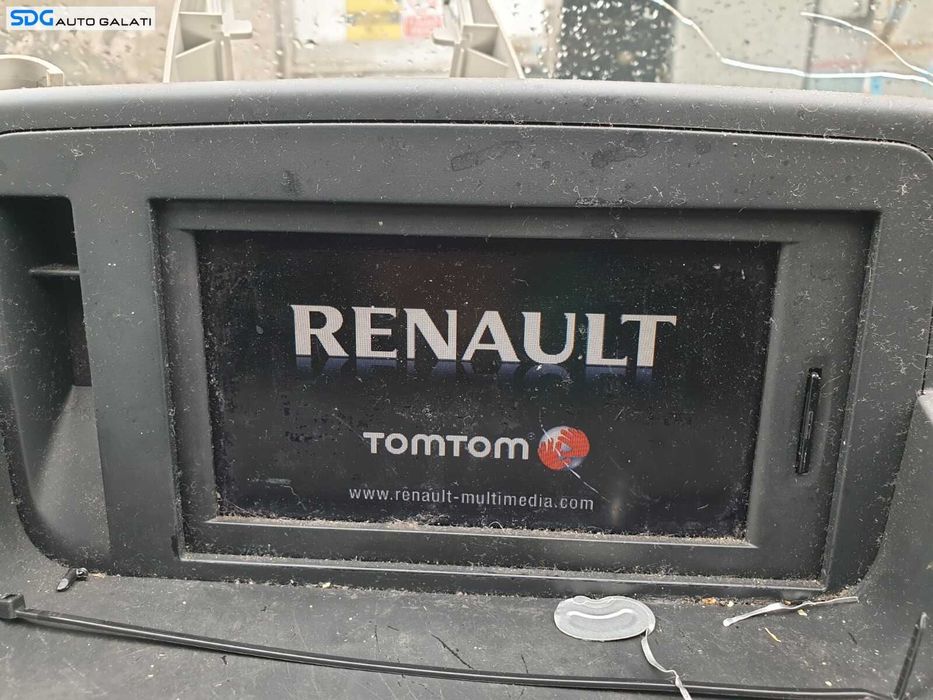 SDG AUTO GALATI
RENAULT
TOMTOM
www.renault-multimedia.com